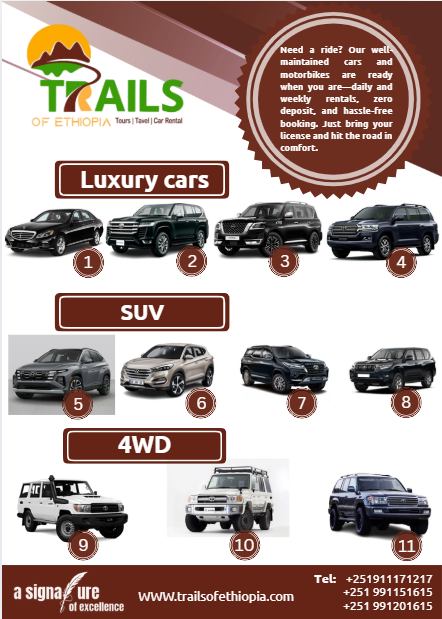 TRAILS
OF ETHIOPIA Tours | Tavel | Car Rental
Need a ride? Our well-
maintained cars and
motorbikes are ready
when you are—daily and
weekly rentals, zero
deposit, and hassle-free
booking. Just bring your
license and hit the road in
comfort.
Luxury cars
1
2
3
4
SUV
5
6
7
8
4WD
9
10
11
a signature
of excellence
www.trailsofethiopia.com
Tel: +251911171217
+251 991151615
+251 991201615